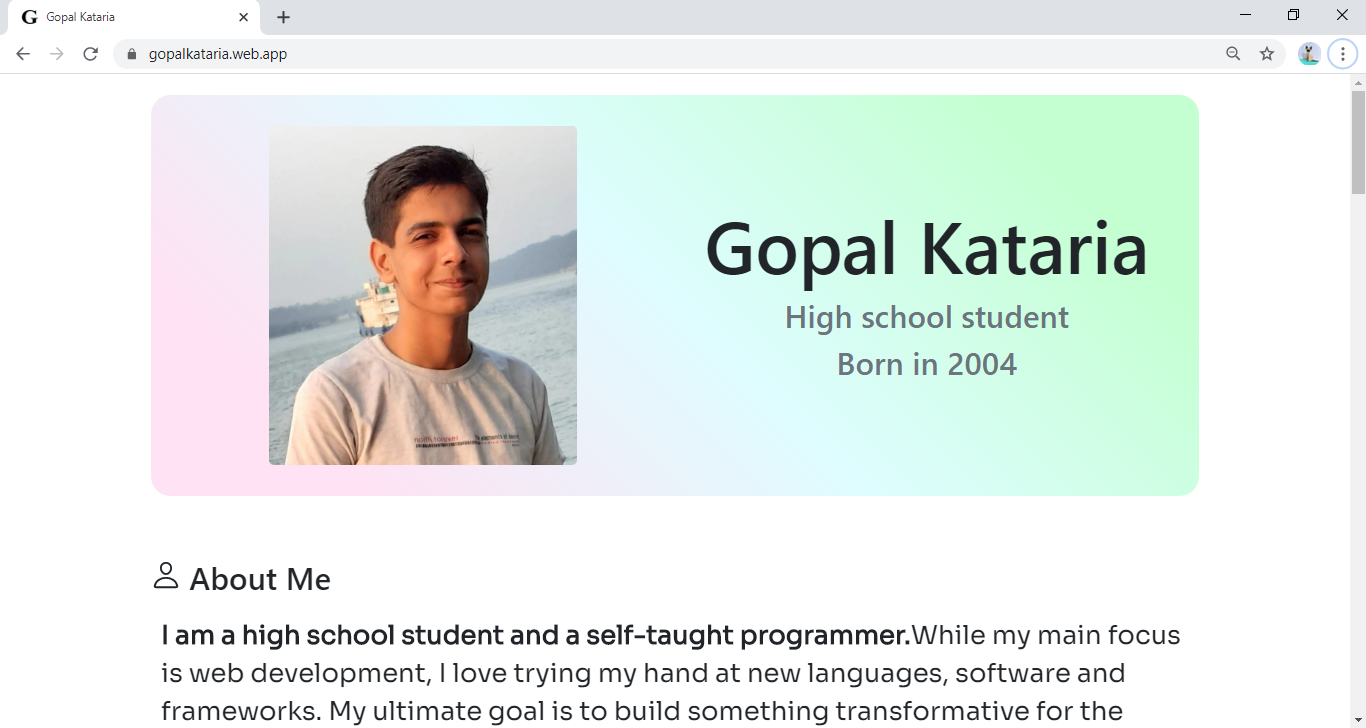 Gopal Kataria
gopalkataria.web.app
Gopal Kataria
High school student
Born in 2004
About Me
I am a high school student and a self-taught programmer.While my main focus
is web development, I love trying my hand at new languages, software and
frameworks. My ultimate goal is to build something transformative for the